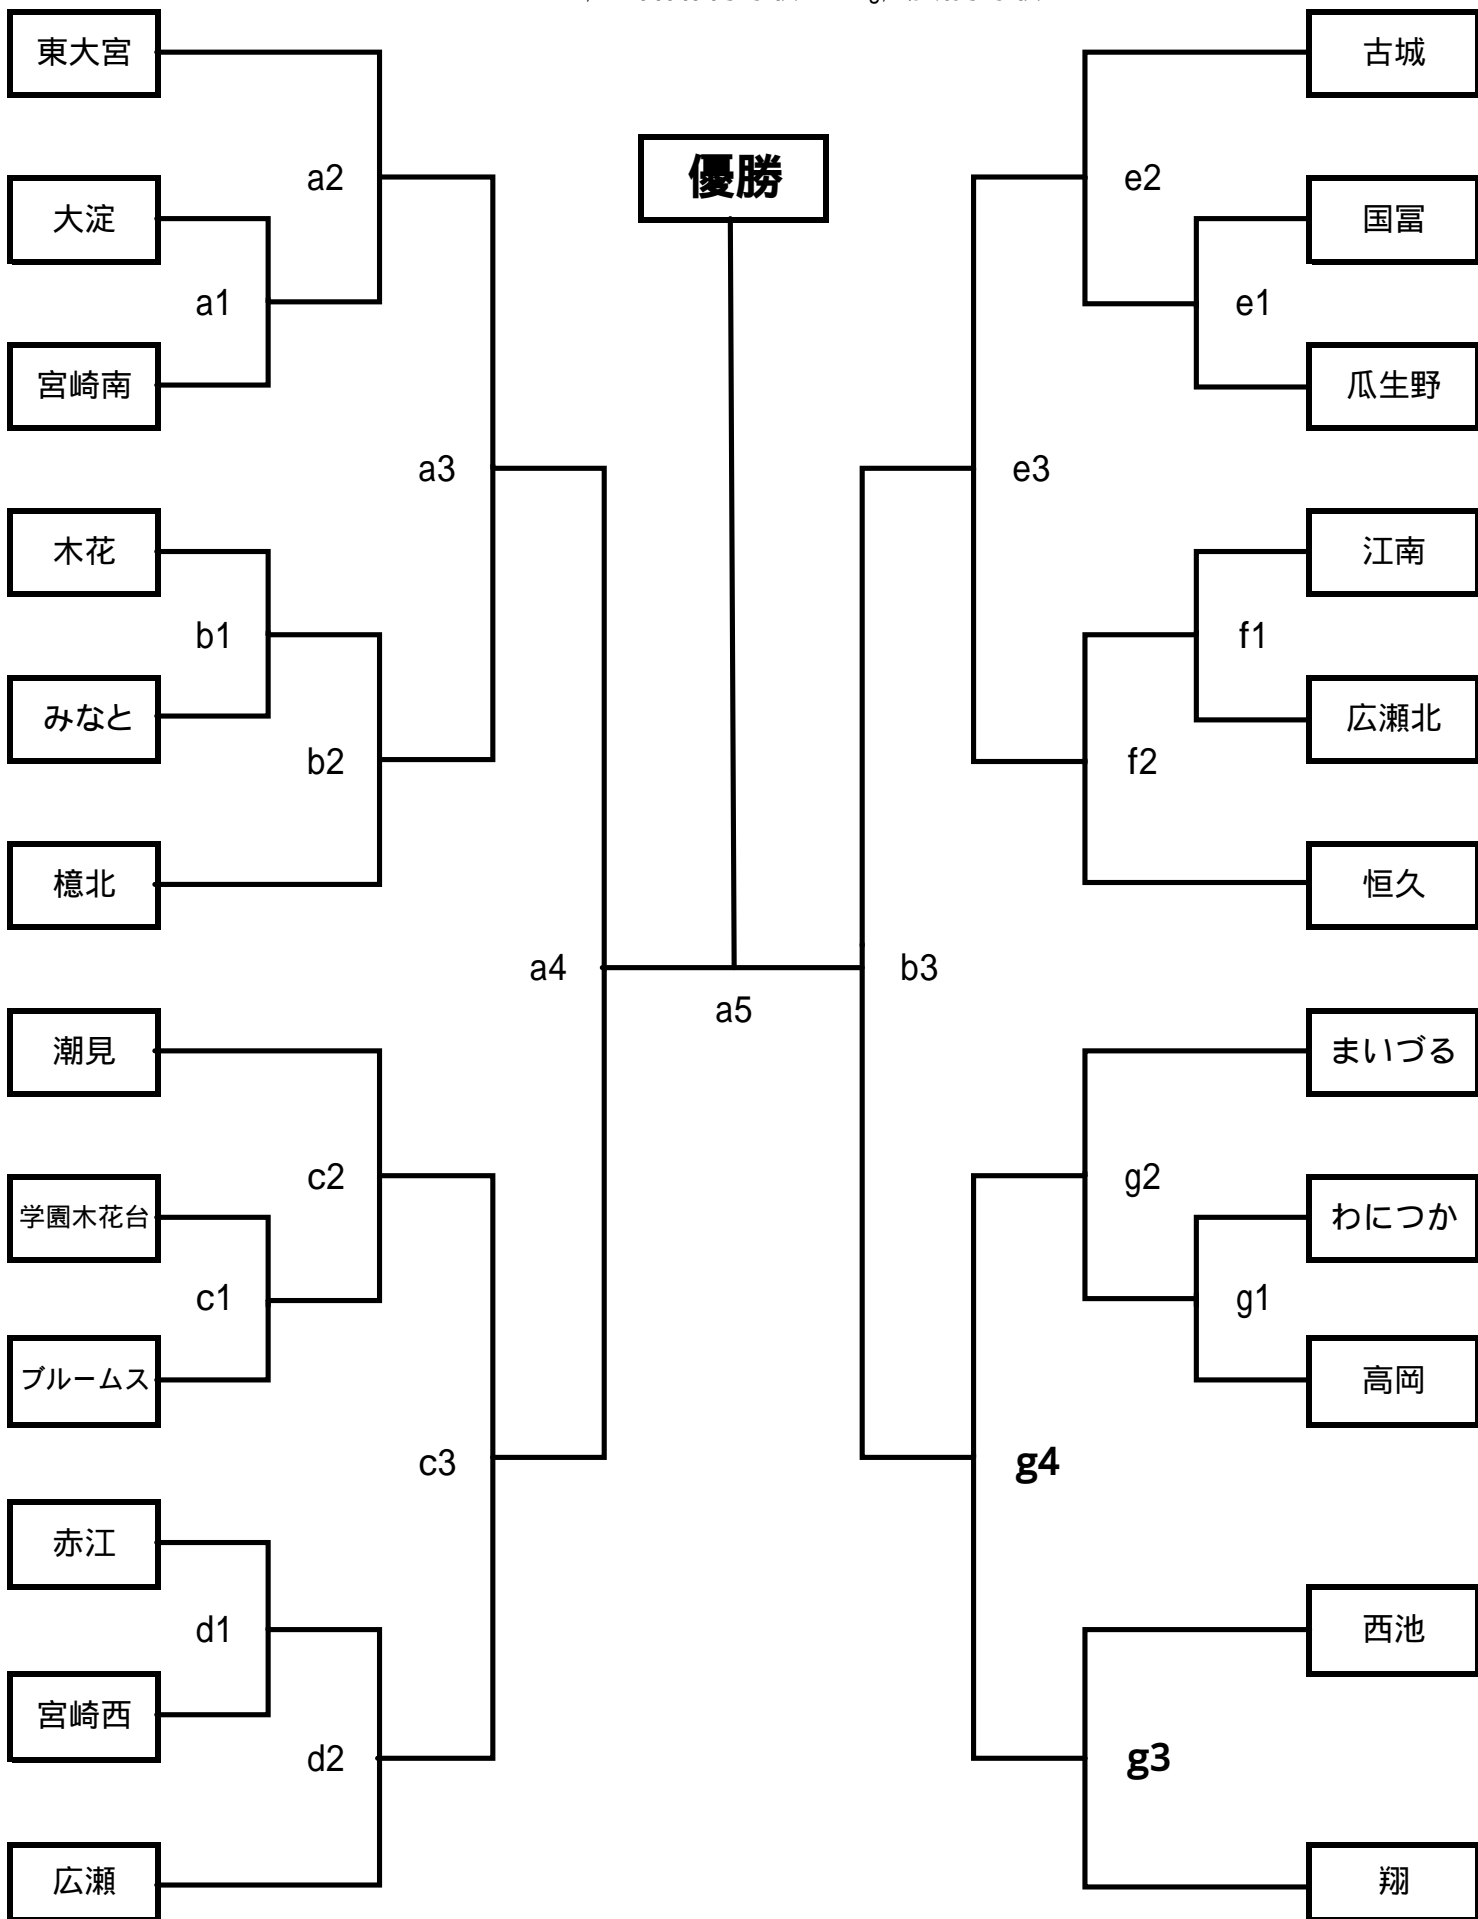 東大宮
古城
優勝
a2
e2
大淀
国冨
a1
e1
宮崎南
瓜生野
a3
e3
木花
江南
b1
f1
みなと
広瀬北
b2
f2
檍北
恒久
a4
b3
a5
潮見
まいづる
c2
g2
学園木花台
わにつか
c1
g1
ブルームス
高岡
c3
g4
赤江
西池
d1
宮崎西
d2
g3
広瀬
翔